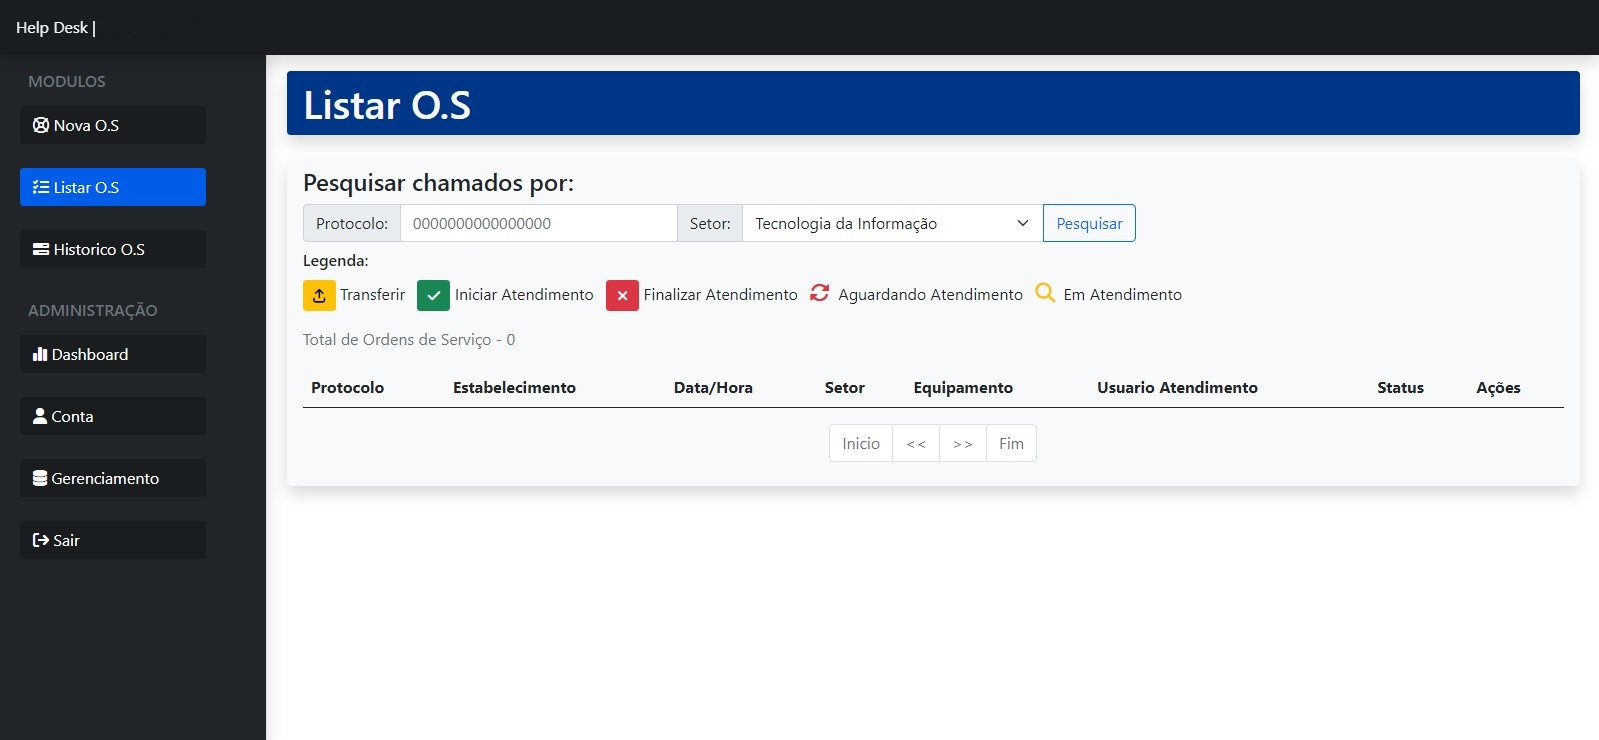 Help Desk |
MODULOS
Nova O.S
Listar O.S
Historico O.S
ADMINISTRAÇÃO
Dashboard
Conta
Gerenciamento
Sair
Listar O.S
Pesquisar chamados por:
Protocolo: 0000000000000000 Setor: Tecnologia da Informação Pesquisar
Legenda:
Transferir Iniciar Atendimento Finalizar Atendimento Aguardando Atendimento Em Atendimento
Total de Ordens de Serviço - 0
Protocolo Estabelecimento Data/Hora Setor Equipamento Usuario Atendimento Status Ações
Inicio << >> Fim